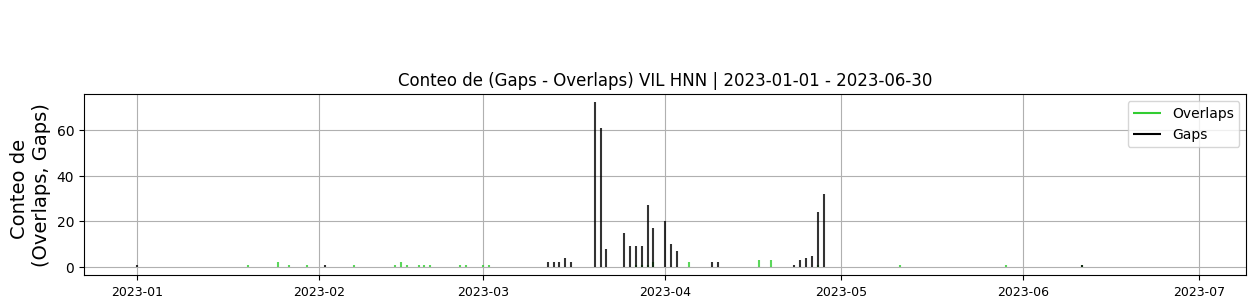 Conteo de (Gaps - Overlaps) VIL HNN | 2023-01-01 - 2023-06-30
Conteo de
(Overlaps, Gaps)
60
40
20
0
Overlaps
Gaps
2023-01 2023-02 2023-03 2023-04 2023-05 2023-06 2023-07